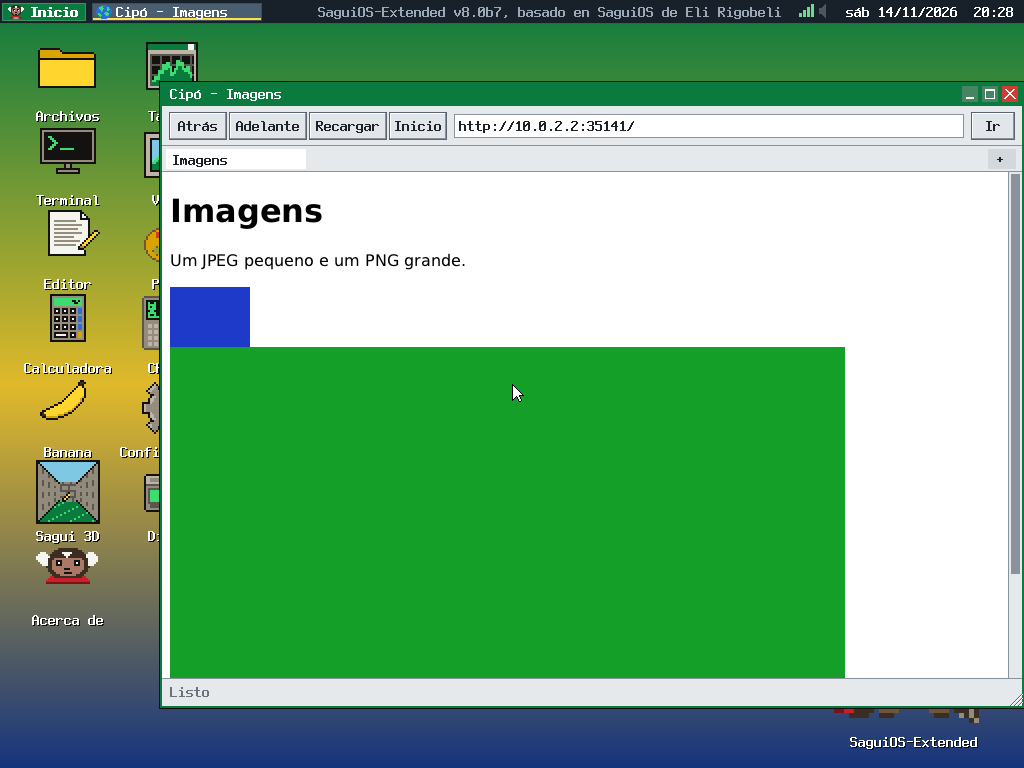 Inicio
Cipó - Imagens
SaguiOS-Extended v8.0b7, basado en SaguiOS de Eli Rigobeli
sáb 14/11/2026 20:28
Archivos
Terminal
Editor
Calculadora
Banana
Sagui 3D
Acerca de
Cipó - Imagens
Atrás Adelante Recargar Inicio http://10.0.2.2:35141/ Ir
Imagens +
Imagens
Um JPEG pequeno e um PNG grande.
Listo
SaguiOS-Extended